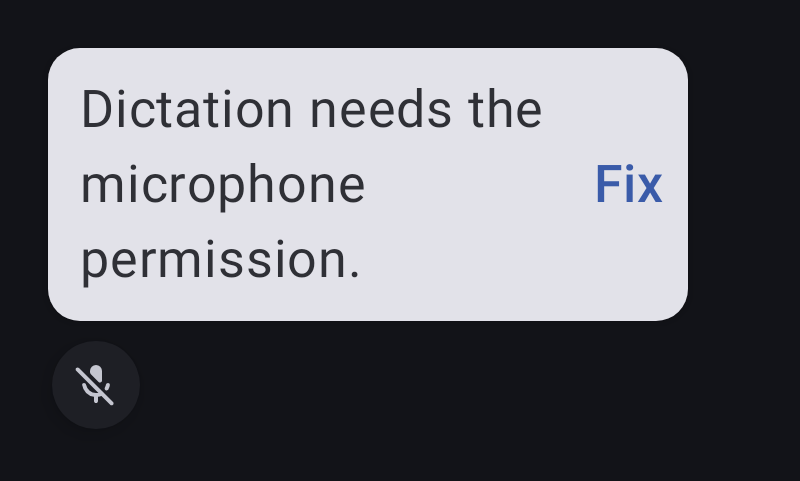 Dictation needs the
microphone
permission.
Fix